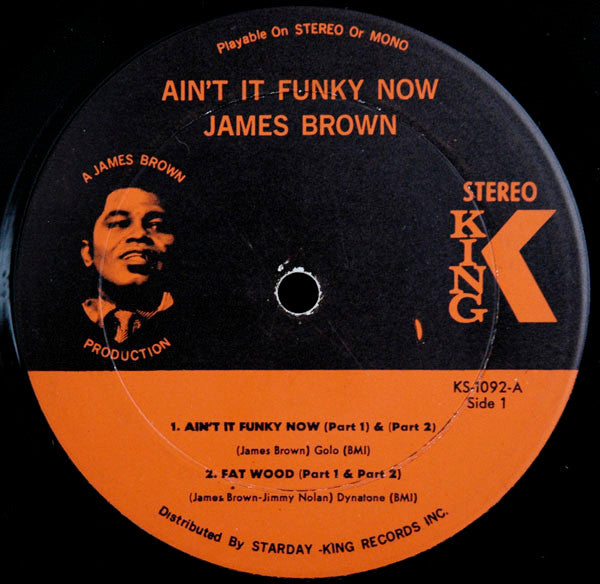 Playable On STEREO Or MONO
AIN'T IT FUNKY NOW
JAMES BROWN
A JAMES BROWN
PRODUCTION
STEREO
KING
K
KS-1092-A
Side 1
1. AIN'T IT FUNKY NOW (Part 1) & (Part 2)
(James Brown) Golo (BMI)
2. FAT WOOD (Part 1 & Part 2)
(James Brown-Jimmy Nolan) Dynatone (BMI)
Distributed By STARDAY -KING RECORDS INC.